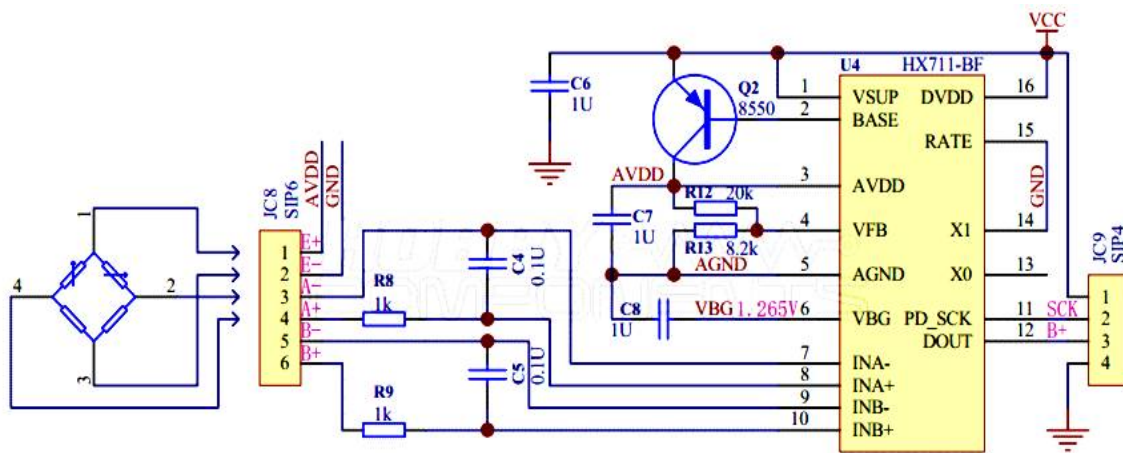 VCC
U4 HX711-BF
C6
1U
Q2
8550
1 VSUP DVDD 16
2 BASE
RATE 15
AVDD
3 AVDD
R12 20k
C7
1U
4 VFB X1 14
GND
R13 8.2k
AGND
5 AGND X0 13
C8
1U
VBG 1.265V
6 VBG PD_SCK 11 SCK
DOUT 12 B+
7 INA-
8 INA+
9 INB-
10 INB+
JC9
SIP4
1
2
3
4
JC8
SIP6
AVDD
GND
1 E+
2 E-
3 A-
4 A+
5 B-
6 B+
R8
1k
C4
0.1U
R9
1k
C5
0.1U
1
2
3
4